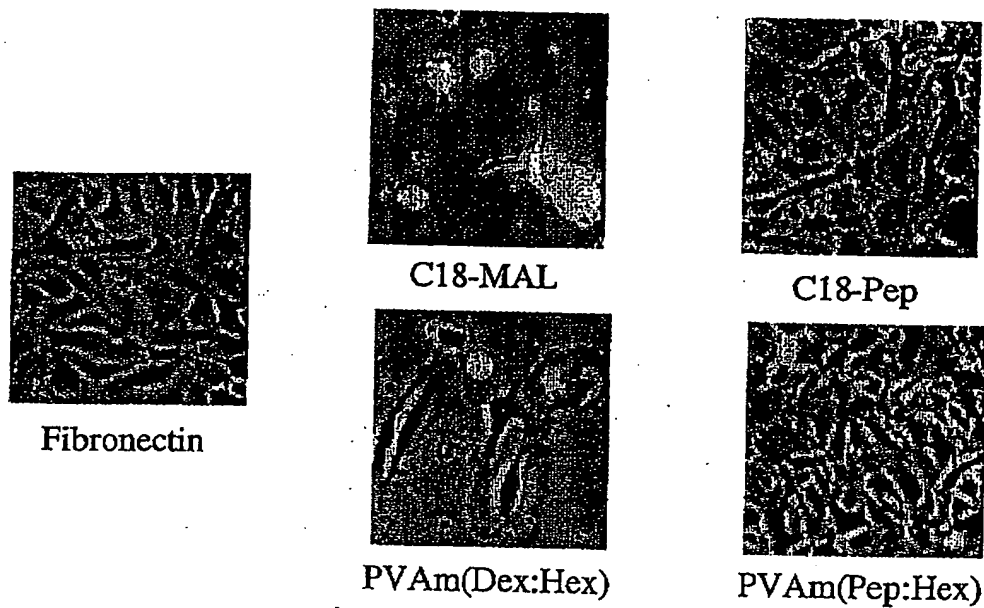 C18-MAL
C18-Pep
Fibronectin
PVAm(Dex:Hex)
PVAm(Pep:Hex)